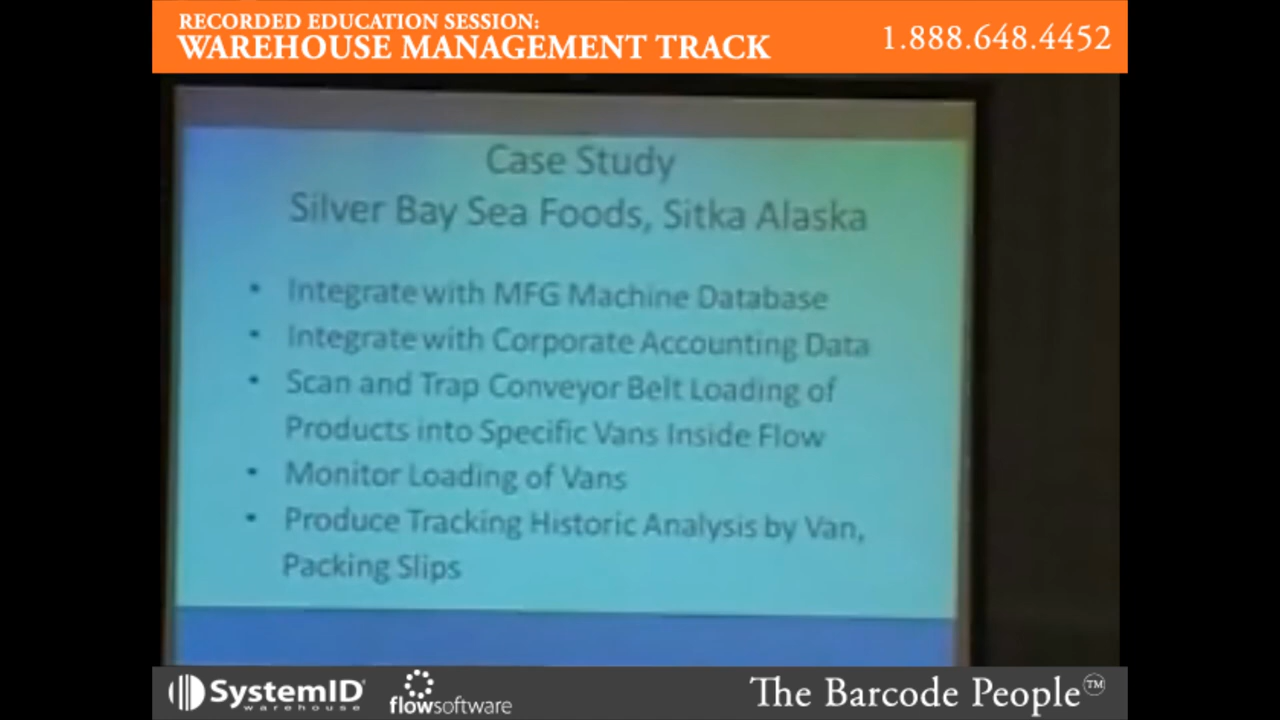 RECORDED EDUCATION SESSION:
WAREHOUSE MANAGEMENT TRACK
1.888.648.4452
Case Study
Silver Bay Sea Foods, Sitka Alaska
• Integrate with MFG Machine Database
• Integrate with Corporate Accounting Data
• Scan and Trap Conveyor Belt Loading of
Products into Specific Vans Inside Flow
• Monitor Loading of Vans
• Produce Tracking Historic Analysis by Van,
Packing Slips
SystemID
warehouse
flowsoftware
The Barcode People™